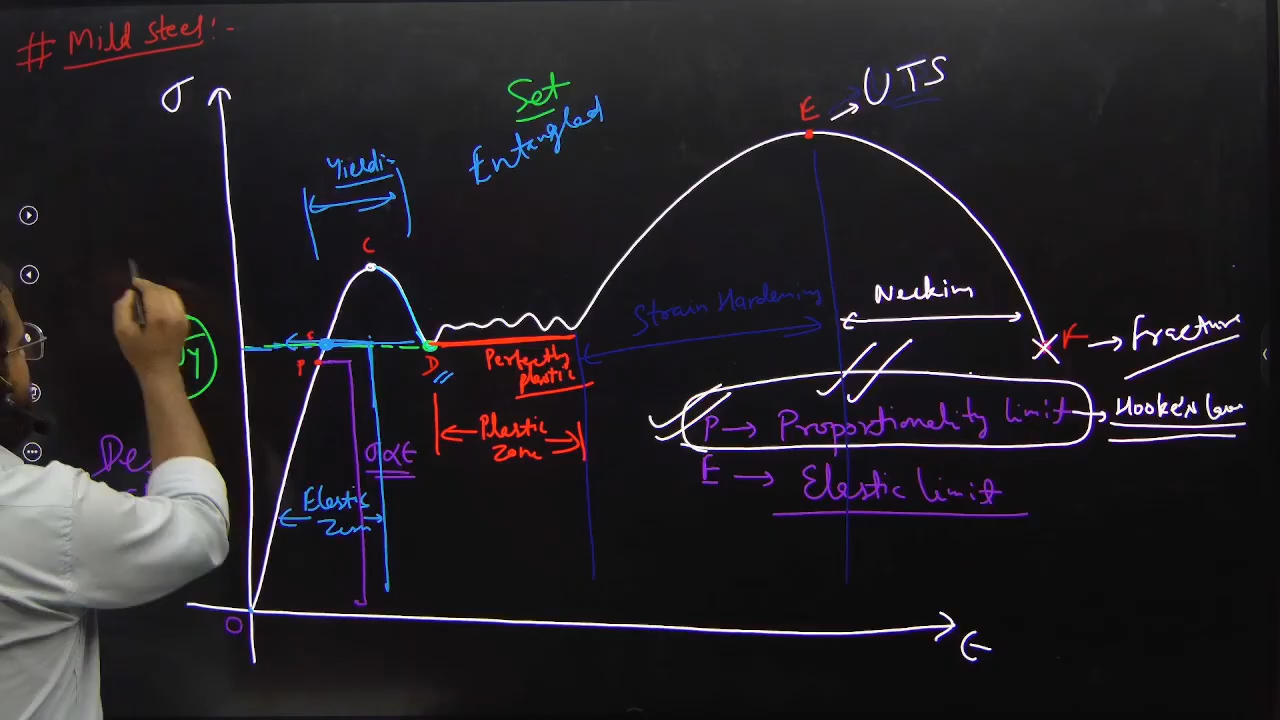 # Mild steel:-
σ
Set
Entangled
E → UTS
Yieldi-
C
Strain Hardening
Neckin
P
D
Perfectly
plastic
K → Fracture
Plastic
Zone
P → Proportionality limit → Hooke's law
E → Elastic limit
σ∝ϵ
Elastic
Zone
O
ϵ